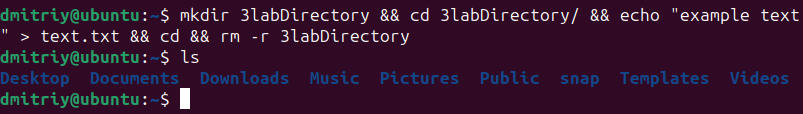 dmitriy@ubuntu:~$ mkdir 3labDirectory && cd 3labDirectory/ && echo "example text
" > text.txt && cd && rm -r 3labDirectory
dmitriy@ubuntu:~$ ls
Desktop  Documents  Downloads  Music  Pictures  Public  snap  Templates  Videos
dmitriy@ubuntu:~$